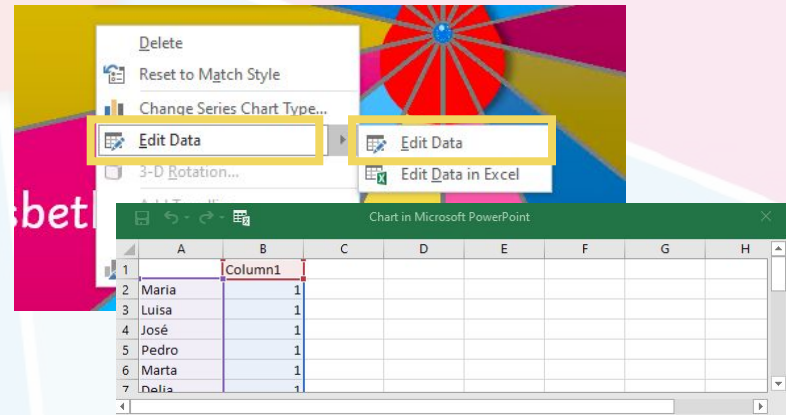 Delete
Reset to Match Style
Change Series Chart Type...
Edit Data
Edit Data
3-D Rotation...
Edit Data in Excel
Chart in Microsoft PowerPoint
A B C D E F G H
1 Column1
2 Maria 1
3 Luisa 1
4 José 1
5 Pedro 1
6 Marta 1
7 Delia 1